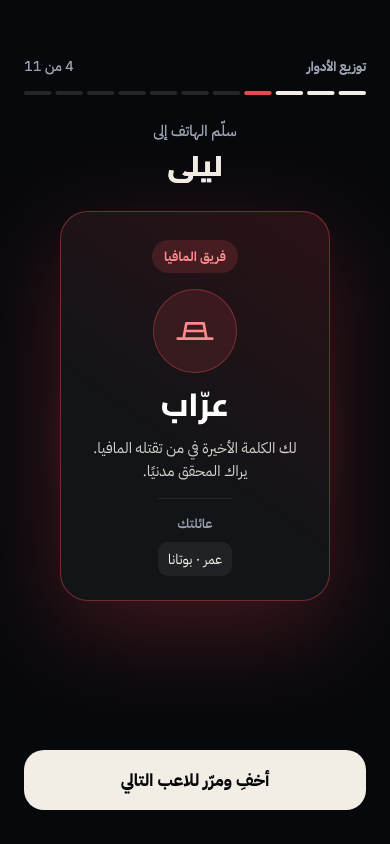 توزيع الأدوار
4 من 11
سلّم الهاتف إلى
ليلى
فريق المافيا
عرّاب
لك الكلمة الأخيرة في من تقتله المافيا.
يراك المحقق مدنيًا.
عائلتك
عمر · بوتانا
أخفِ ومرّر للاعب التالي